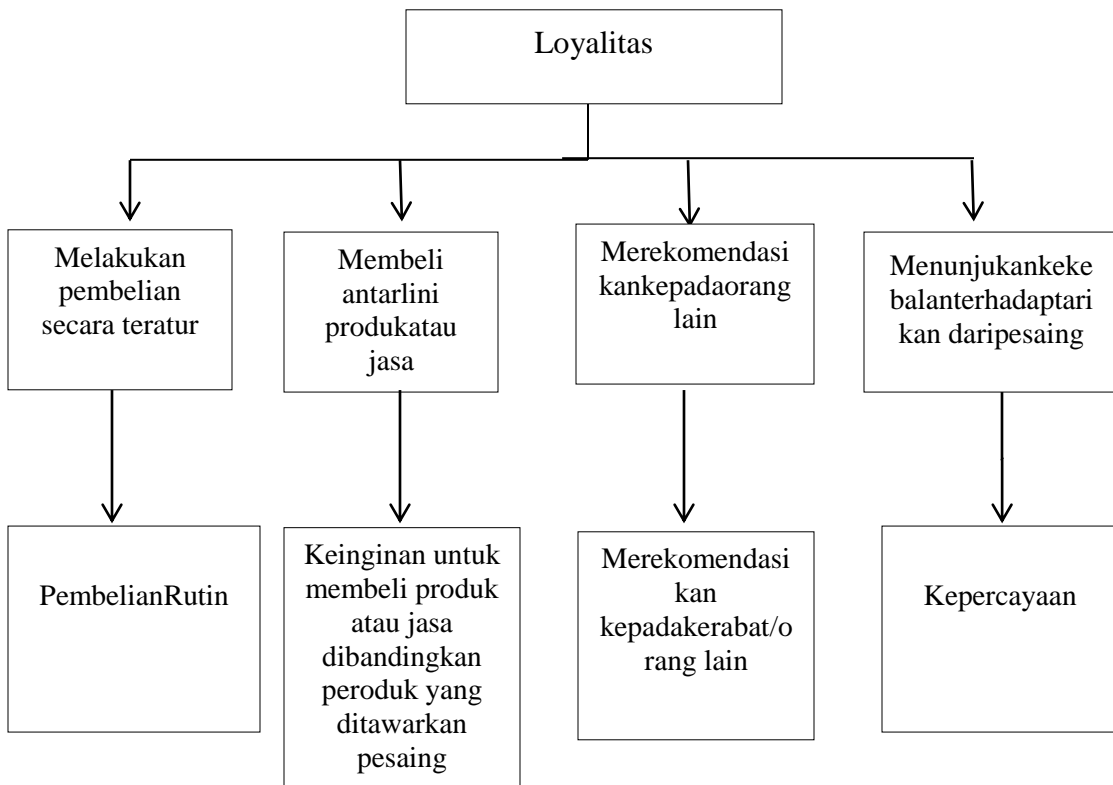 Loyalitas
Melakukan
pembelian
secara teratur
Membeli
antarlini
produkatau
jasa
Merekomendasi
kankepadaorang
lain
Menunjukankeke
balanterhadaptari
kan daripesaing
PembelianRutin
Keinginan untuk
membeli produk
atau jasa
dibandingkan
peroduk yang
ditawarkan
pesaing
Merekomendasi
kan
kepadakerabat/o
rang lain
Kepercayaan